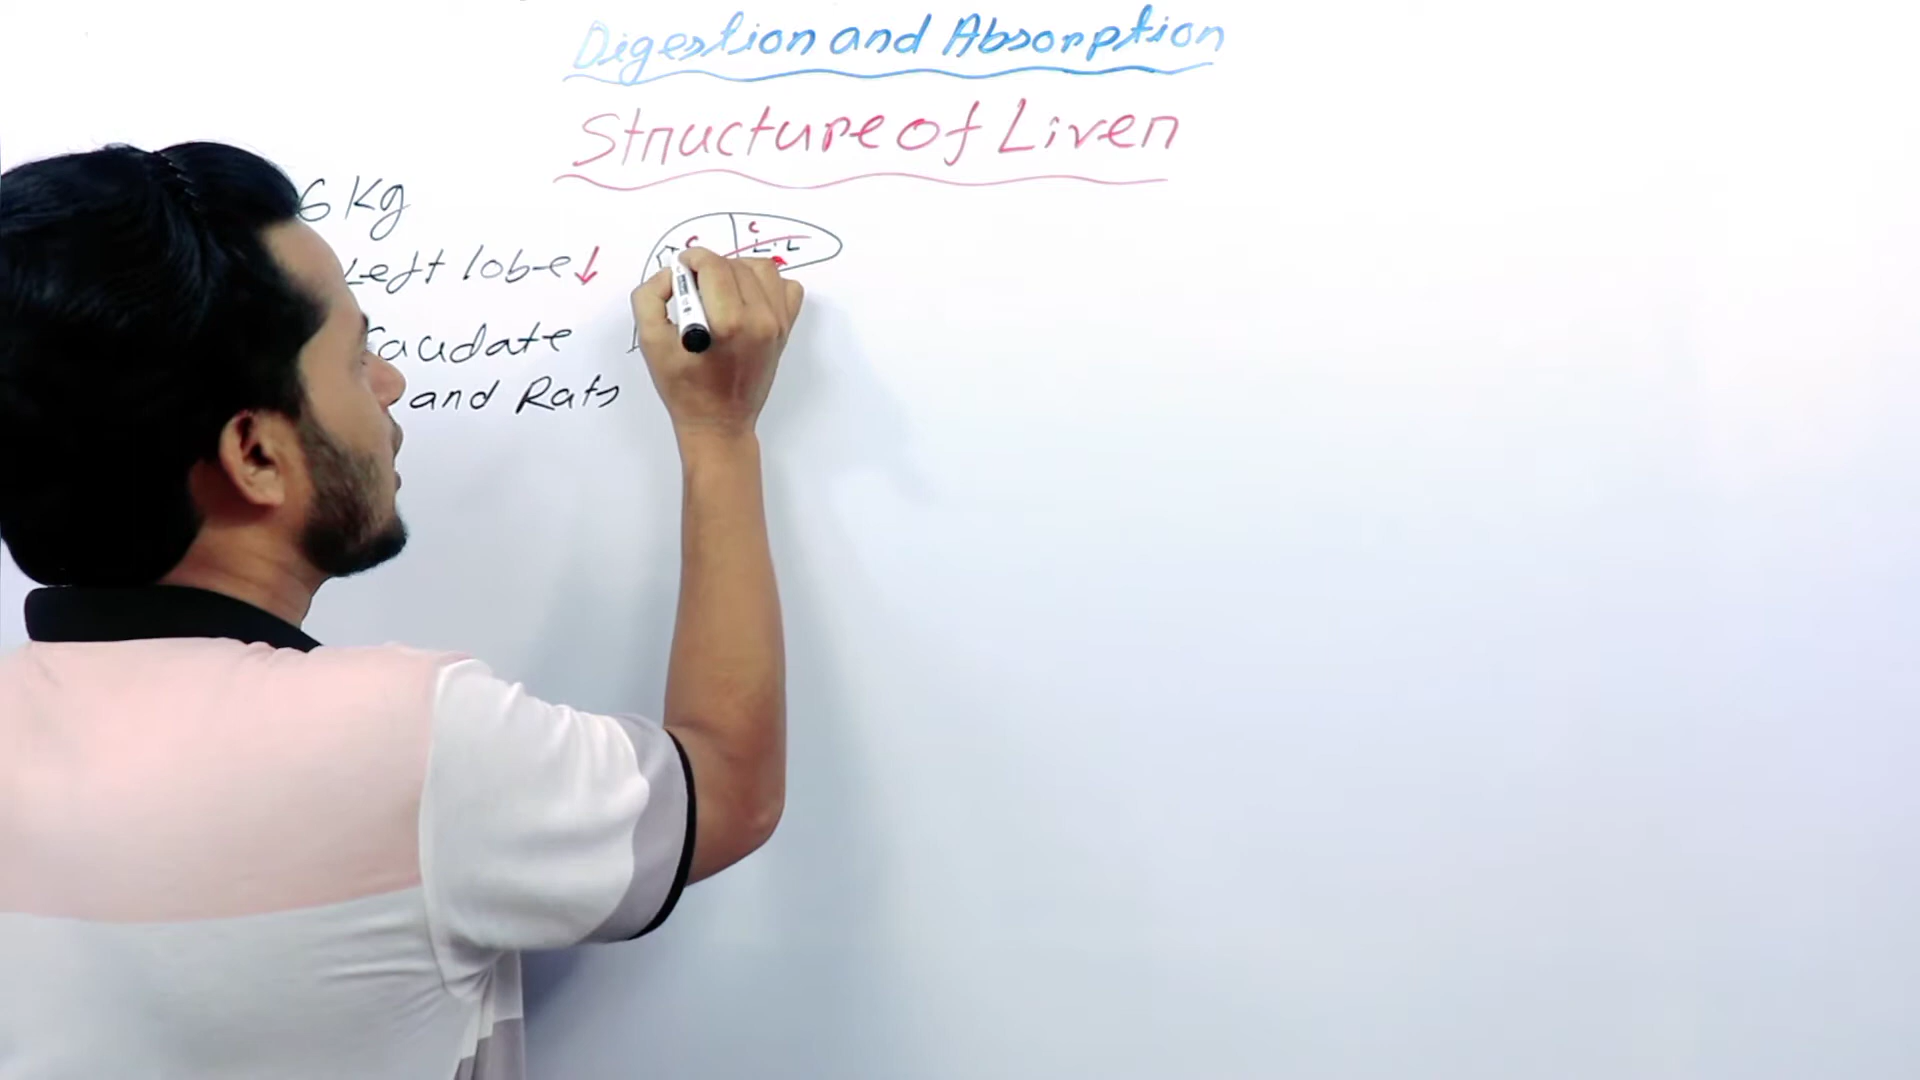 Digestion and Absorption
Structure of Liver
6 Kg
Left lobe ↓
Caudate
and Rats
C
C
L.L